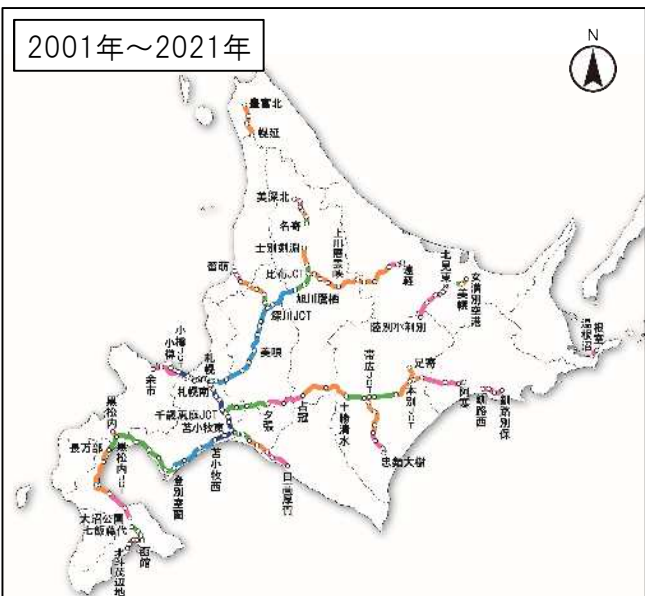 2001年～2021年
N
豊富北
幌延
美深北
名寄
士別剣淵
上川層雲峡
比布JCT
旭川鷹栖
遠軽
北見東
女満別空港
美幌
留萌
深川JCT
陸別小利別
美唄
小樽JCT
小樽
札幌
余市
札幌南
帯広JCT
足寄
本別JCT
根室
温根沼
千歳恵庭JCT
夕張
占冠
十勝清水
阿寒
釧路西
釧路別保
黒松内
苫小牧東
忠類大樹
長万部
黒松内JCT
登別室蘭
苫小牧西
日高厚賀
大沼公園
七飯藤代
函館
北斗茂辺地